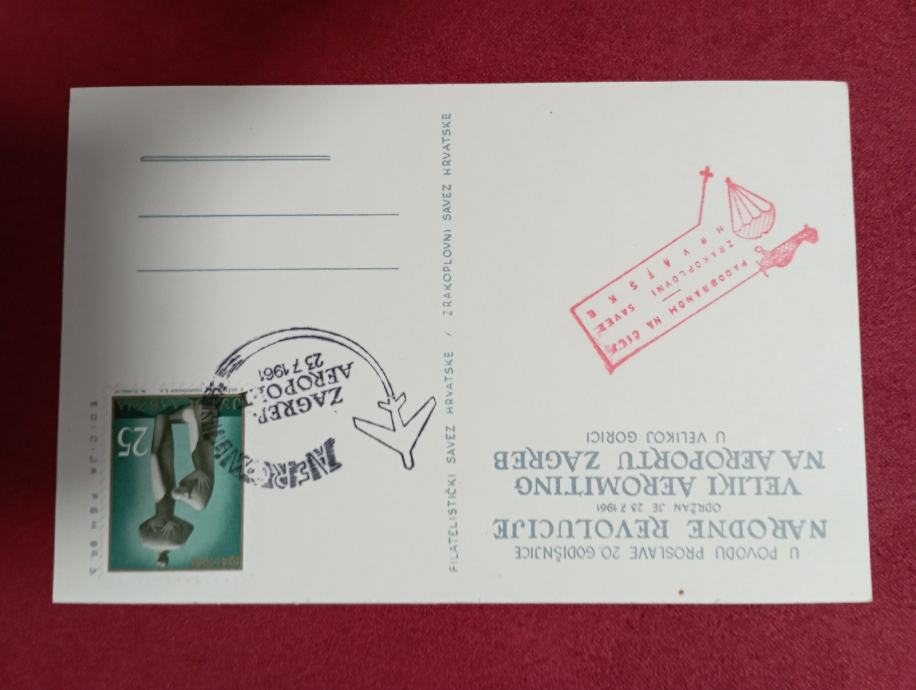 U POVODU PROSLAVE 20. GODIŠNJICE
NARODNE REVOLUCIJE
ODRŽAN JE 23.7.1961
VELIKI AEROMITING
NA AEROPORTU ZAGREB
U VELIKOJ GORICI
PADOBRANOM NA CILJ
ZRAKOPLOVNI SAVEZ
HRVATSKE
FILATELISTIČKI SAVEZ HRVATSKE / ZRAKOPLOVNI SAVEZ HRVATSKE
1941-1961
25
ZAGREB
AEROPORT
23.7.1961
EDICIJA FSH BR. 3